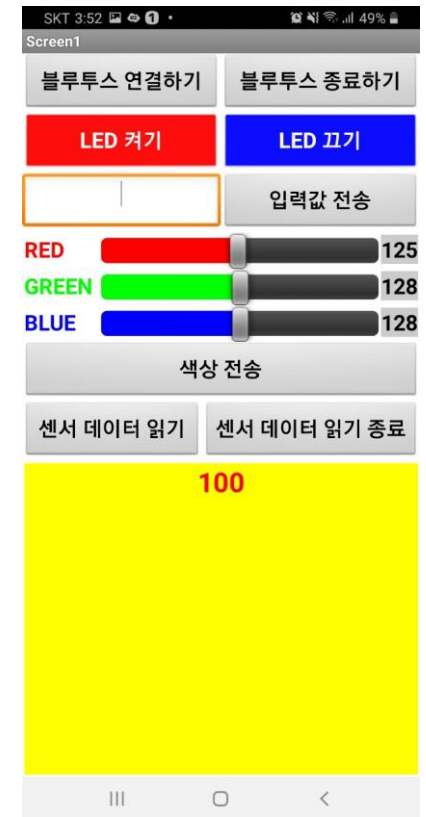 SKT 3:52 1 • 49%
Screen1
블루투스 연결하기 블루투스 종료하기
LED 켜기 LED 끄기
입력값 전송
RED 125
GREEN 128
BLUE 128
색상 전송
센서 데이터 읽기 센서 데이터 읽기 종료
100